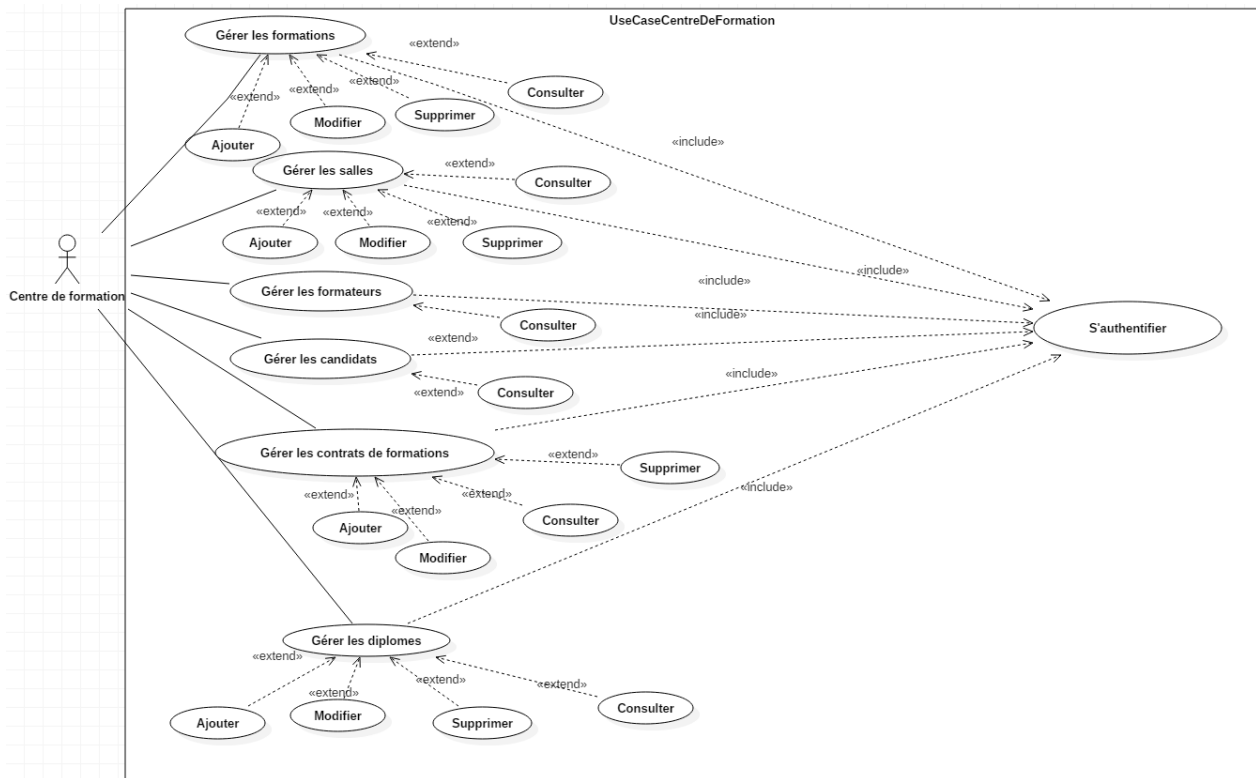 UseCaseCentreDeFormation
Gérer les formations
«extend»
Consulter
«extend»
«extend»
«extend»
Supprimer
Modifier
Ajouter
«include»
Gérer les salles
«extend»
Consulter
«extend»
«extend»
«extend»
Ajouter
Modifier
Supprimer
«include»
Centre de formation
Gérer les formateurs
«include»
Consulter
«include»
S'authentifier
«extend»
Gérer les candidats
«extend»
Consulter
«include»
Gérer les contrats de formations
«extend»
Supprimer
«extend»
«extend»
«extend»
Ajouter
Consulter
Modifier
«include»
Gérer les diplomes
«extend»
«extend»
«extend»
«extend»
Ajouter
Modifier
Supprimer
Consulter